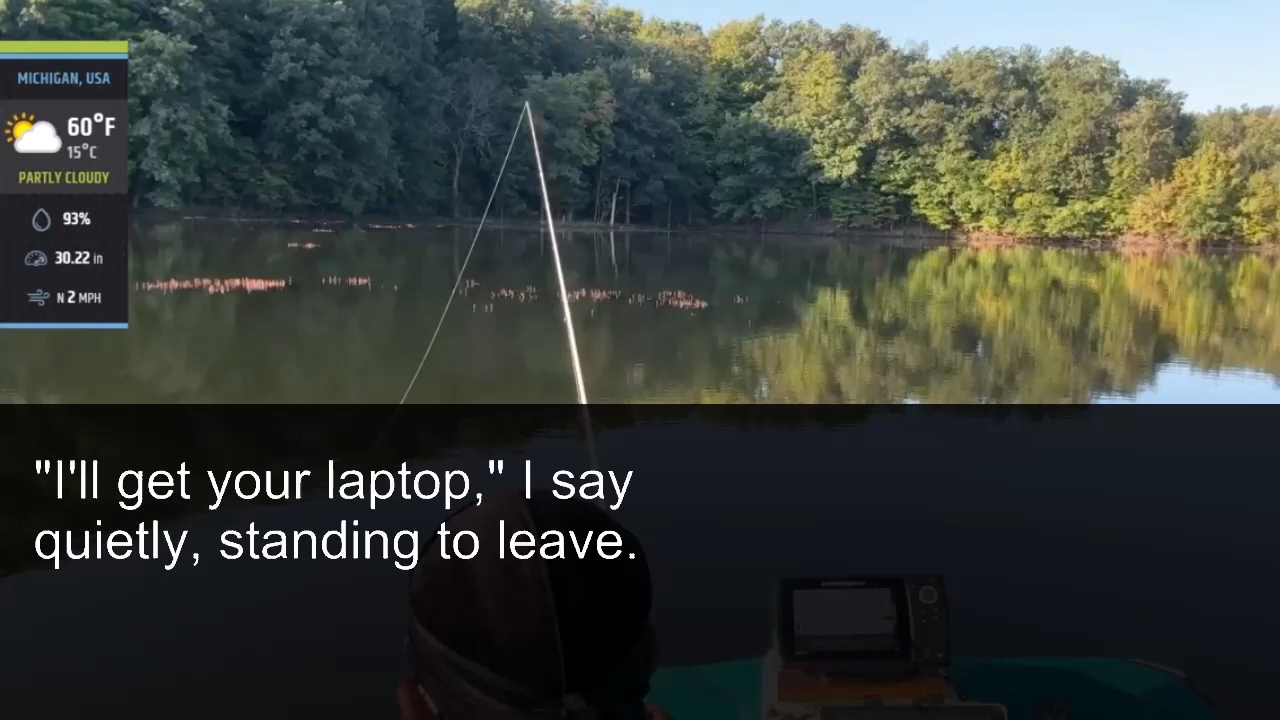 MICHIGAN, USA
60°F
15°C
PARTLY CLOUDY
93%
30.22 in
N 2 MPH
"I'll get your laptop," I say
quietly, standing to leave.